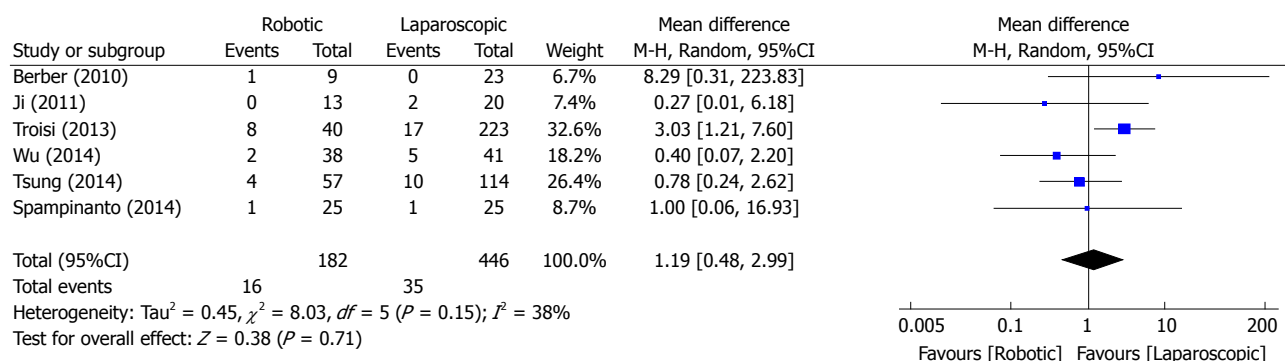 Robotic Laparoscopic Mean difference Mean difference
Study or subgroup Events Total Events Total Weight M-H, Random, 95%CI M-H, Random, 95%CI
Berber (2010) 1 9 0 23 6.7% 8.29 [0.31, 223.83]
Ji (2011) 0 13 2 20 7.4% 0.27 [0.01, 6.18]
Troisi (2013) 8 40 17 223 32.6% 3.03 [1.21, 7.60]
Wu (2014) 2 38 5 41 18.2% 0.40 [0.07, 2.20]
Tsung (2014) 4 57 10 114 26.4% 0.78 [0.24, 2.62]
Spampinanto (2014) 1 25 1 25 8.7% 1.00 [0.06, 16.93]
Total (95%CI) 182 446 100.0% 1.19 [0.48, 2.99]
Total events 16 35
Heterogeneity: Tau² = 0.45, χ² = 8.03, df = 5 (P = 0.15); I² = 38%
Test for overall effect: Z = 0.38 (P = 0.71)
0.005 0.1 1 10 200
Favours [Robotic] Favours [Laparoscopic]